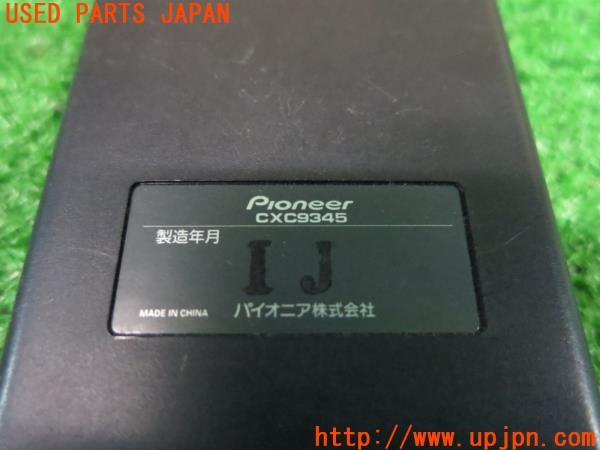 USED PARTS JAPAN
Pioneer
CXC9345
製造年月
I J
MADE IN CHINA パイオニア株式会社
http://www.upjpn.com/